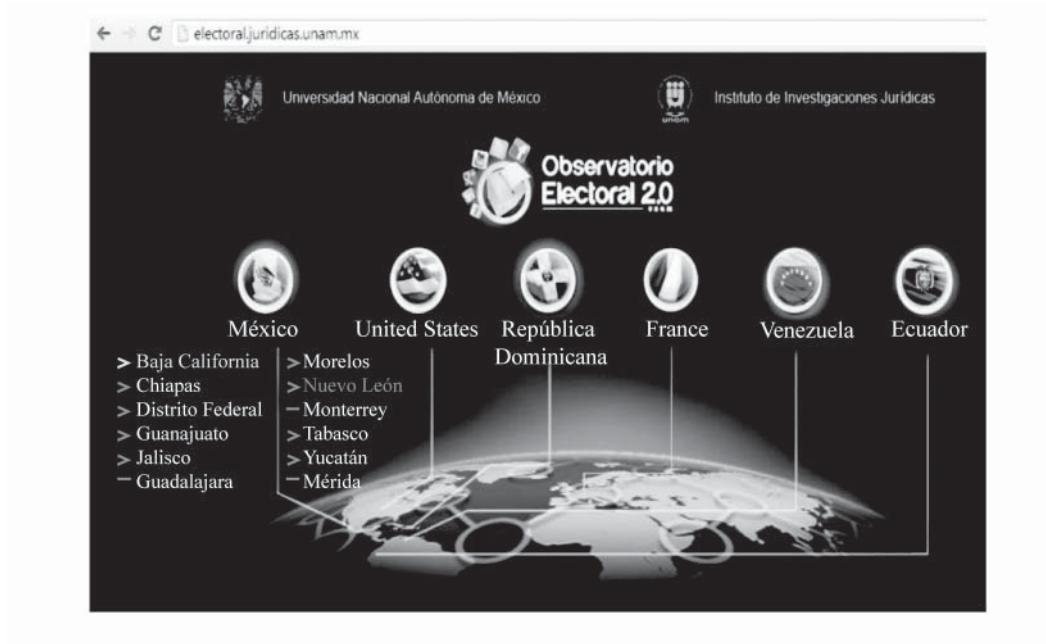 electoral.juridicas.unam.mx
Universidad Nacional Autónoma de México
Instituto de Investigaciones Jurídicas
unam
Observatorio
Electoral 2.0
México
United States
República
Dominicana
France
Venezuela
Ecuador
> Baja California
> Chiapas
> Distrito Federal
> Guanajuato
> Jalisco
– Guadalajara
> Morelos
> Nuevo León
– Monterrey
> Tabasco
> Yucatán
– Mérida